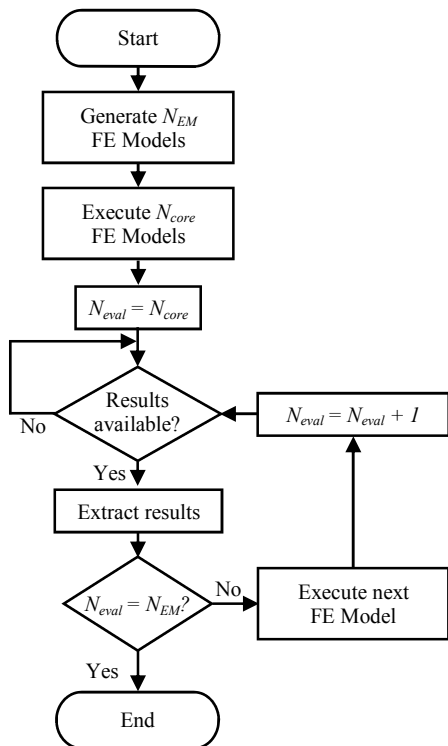 Start
Generate N_EM
FE Models
Execute N_core
FE Models
N_eval = N_core
Results
available?
No
N_eval = N_eval + 1
Yes
Extract results
N_eval = N_EM?
No
Execute next
FE Model
Yes
End